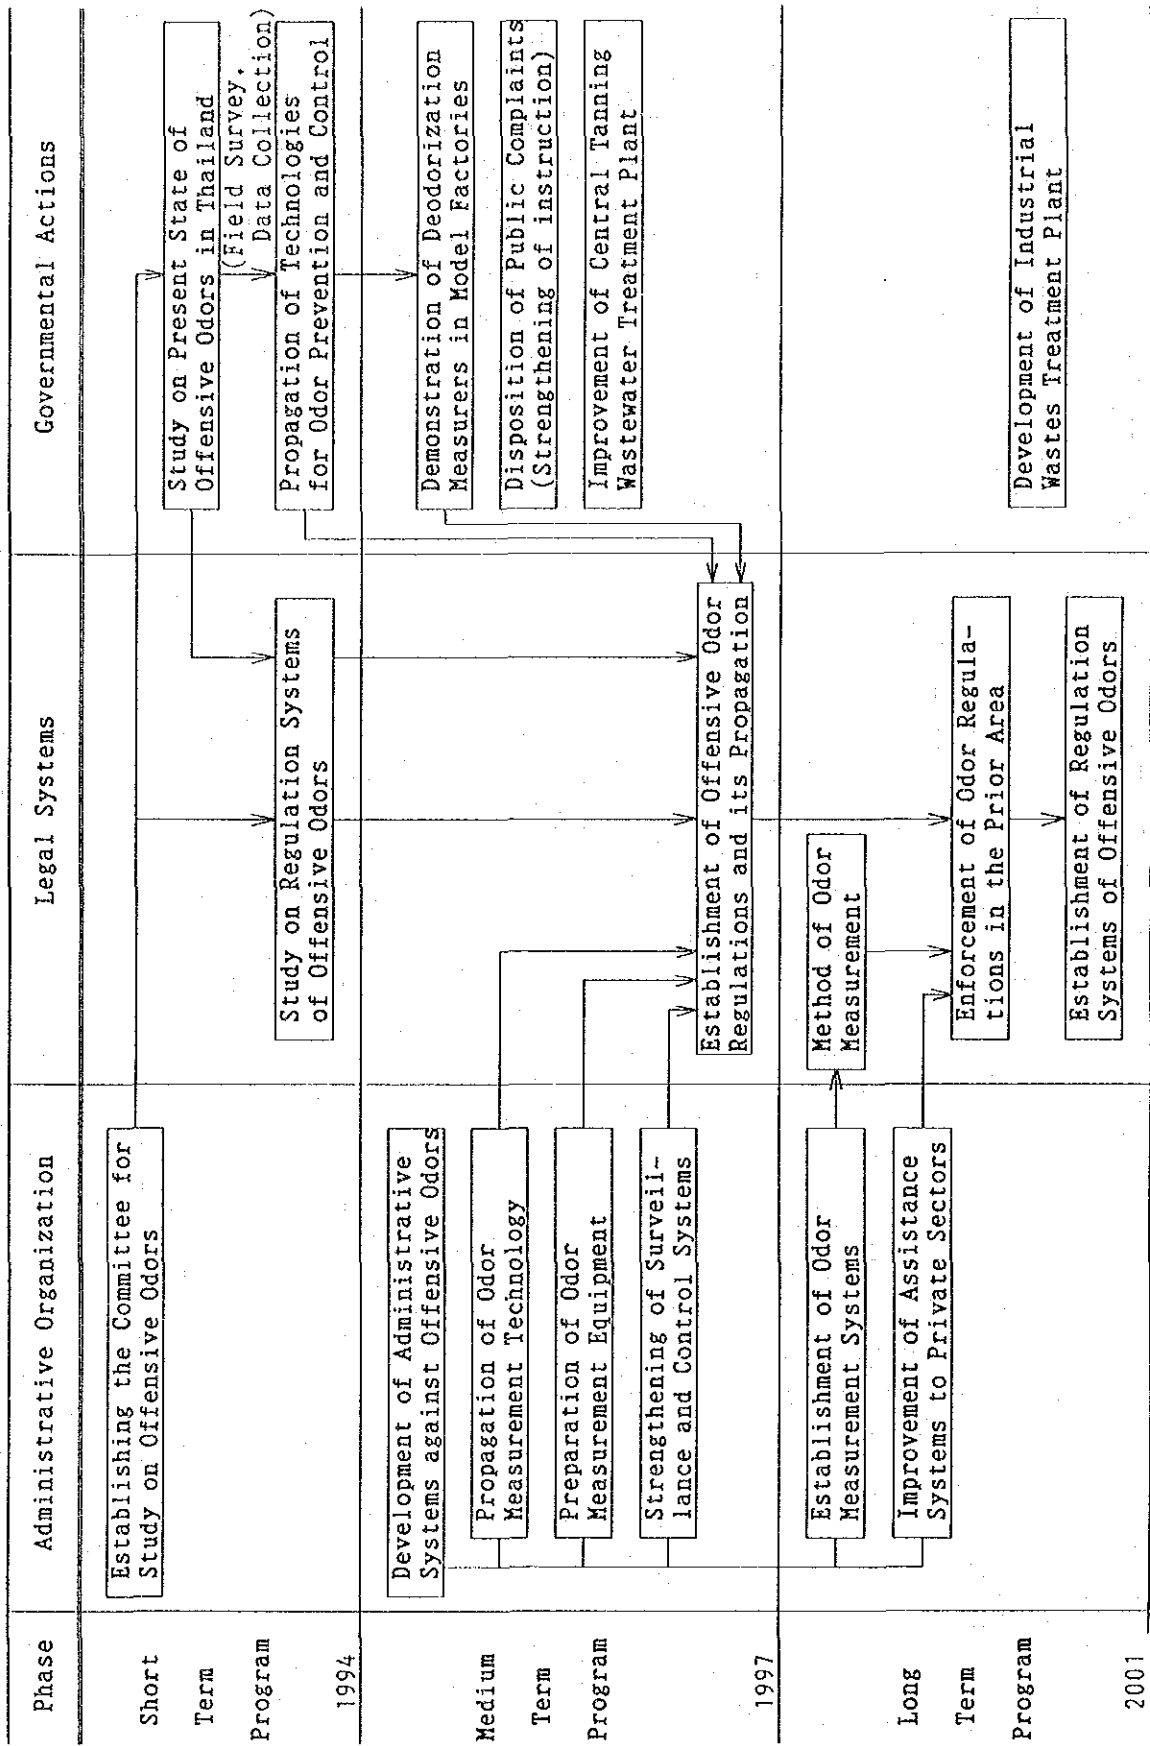 Phase
Administrative Organization
Legal Systems
Governmental Actions
Short
Term
Program
1994
Establishing the Committee for
Study on Offensive Odors
Study on Regulation Systems
of Offensive Odors
Study on Present State of
Offensive Odors in Thailand
(Field Survey,
Data Collection)
Propagation of Technologies
for Odor Prevention and Control
Medium
Term
Program
1997
Development of Administrative
Systems against Offensive Odors
Propagation of Odor
Measurement Technology
Preparation of Odor
Measurement Equipment
Strengthening of Surveil-
lance and Control Systems
Establishment of Offensive Odor
Regulations and its Propagation
Demonstration of Deodorization
Measurers in Model Factories
Disposition of Public Complaints
(Strengthening of instruction)
Improvement of Central Tanning
Wastewater Treatment Plant
Long
Term
Program
2001
Establishment of Odor
Measurement Systems
Improvement of Assistance
Systems to Private Sectors
Method of Odor
Measurement
Enforcement of Odor Regula-
tions in the Prior Area
Establishment of Regulation
Systems of Offensive Odors
Development of Industrial
Wastes Treatment Plant